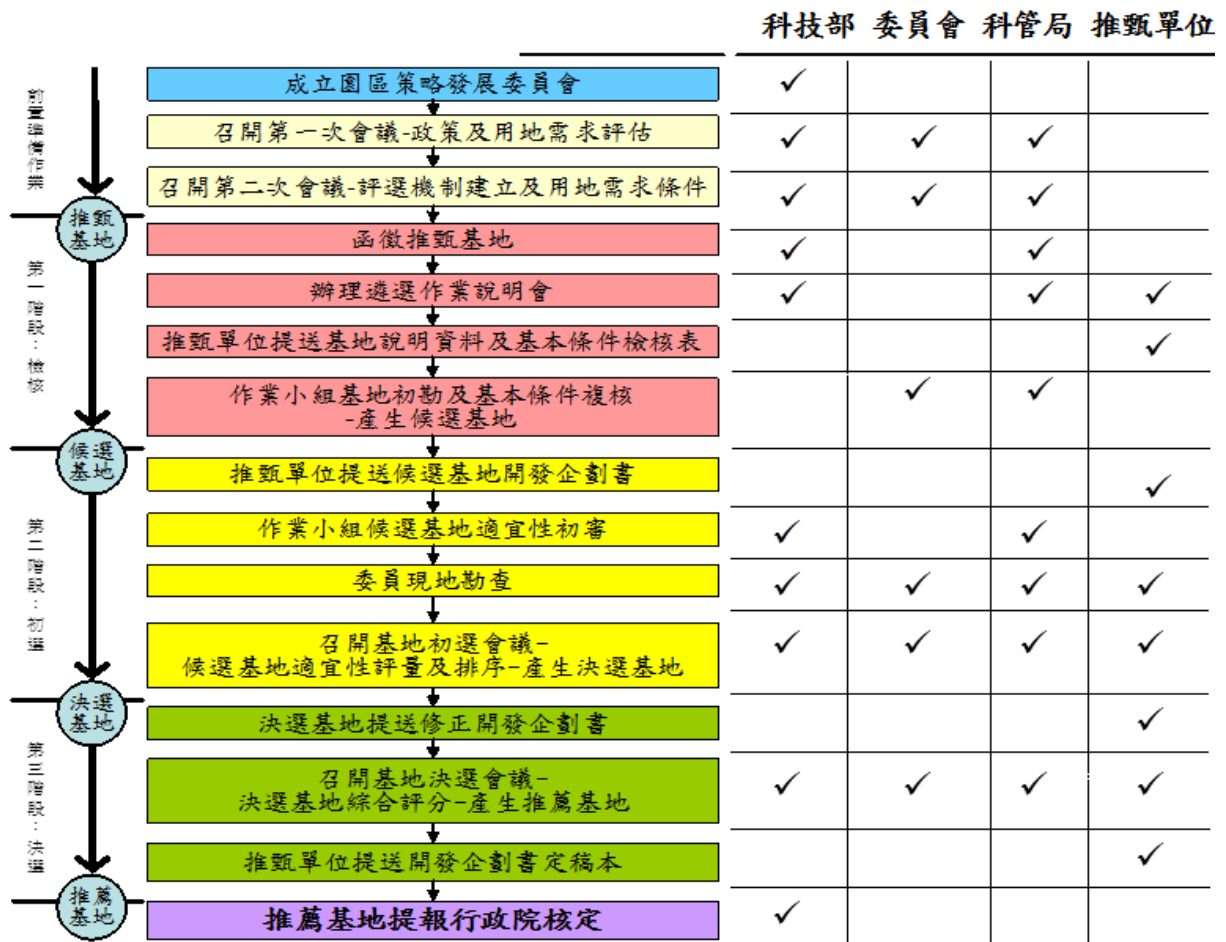 科技部 委員會 科管局 推甄單位
前置準備作業
成立園區策略發展委員會 ✓
召開第一次會議-政策及用地需求評估 ✓ ✓ ✓
召開第二次會議-評選機制建立及用地需求條件 ✓ ✓ ✓
推甄
基地
第一階段：檢核
函徵推甄基地 ✓ ✓
辦理遴選作業說明會 ✓ ✓ ✓
推甄單位提送基地說明資料及基本條件檢核表 ✓
作業小組基地初勘及基本條件複核
-產生候選基地 ✓ ✓
候選
基地
第二階段：初選
推甄單位提送候選基地開發企劃書 ✓
作業小組候選基地適宜性初審 ✓ ✓
委員現地勘查 ✓ ✓ ✓ ✓
召開基地初選會議-
候選基地適宜性評量及排序-產生決選基地 ✓ ✓ ✓ ✓
決選
基地
第三階段：決選
決選基地提送修正開發企劃書 ✓
召開基地決選會議-
決選基地綜合評分-產生推薦基地 ✓ ✓ ✓ ✓
推甄單位提送開發企劃書定稿本 ✓
推薦
基地
推薦基地提報行政院核定 ✓